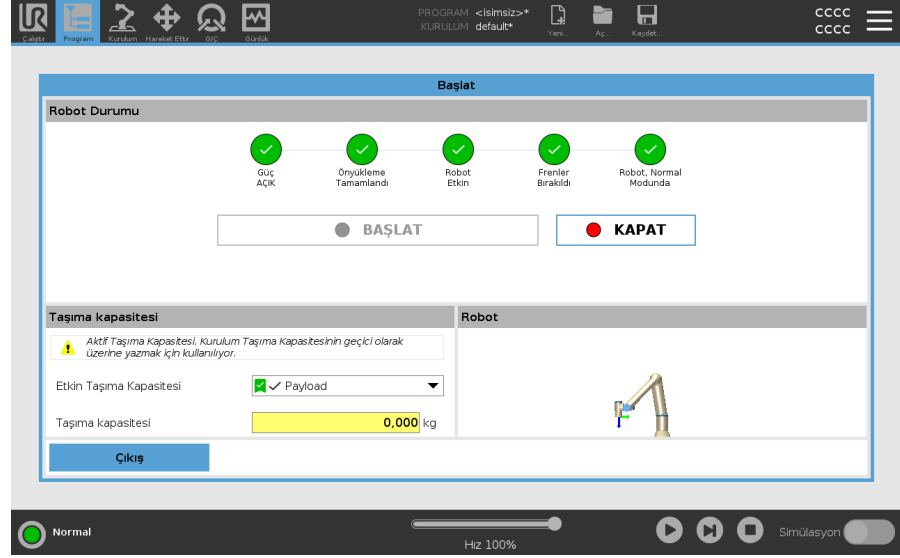 PROGRAM <isimsiz>*
KURULUM default*
cccc
cccc
Çalıştır
Program
Kurulum
Hareket Ettir
G/Ç
Günlük
Yeni...
Aç...
Kaydet...
Başlat
Robot Durumu
Güç
AÇIK
Önyükleme
Tamamlandı
Robot
Etkin
Frenler
Bırakıldı
Robot, Normal
Modunda
BAŞLAT
KAPAT
Taşıma kapasitesi
Aktif Taşıma Kapasitesi, Kurulum Taşıma Kapasitesinin geçici olarak
üzerine yazmak için kullanılıyor.
Etkin Taşıma Kapasitesi
Payload
Taşıma kapasitesi
0,000 kg
Robot
Çıkış
Normal
Hız 100%
Simülasyon